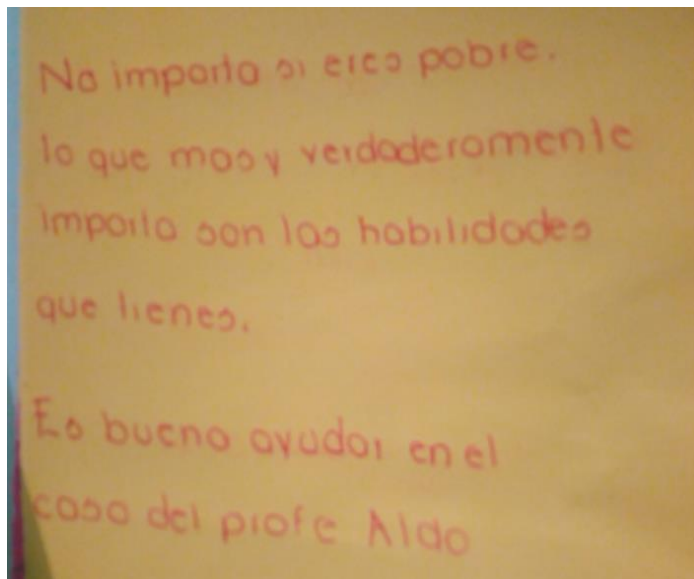 No importa si eres pobre.
lo que mas y verdaderamente
importa son las habilidades
que tienes.
Es bueno ayudar en el
caso del profe Aldo